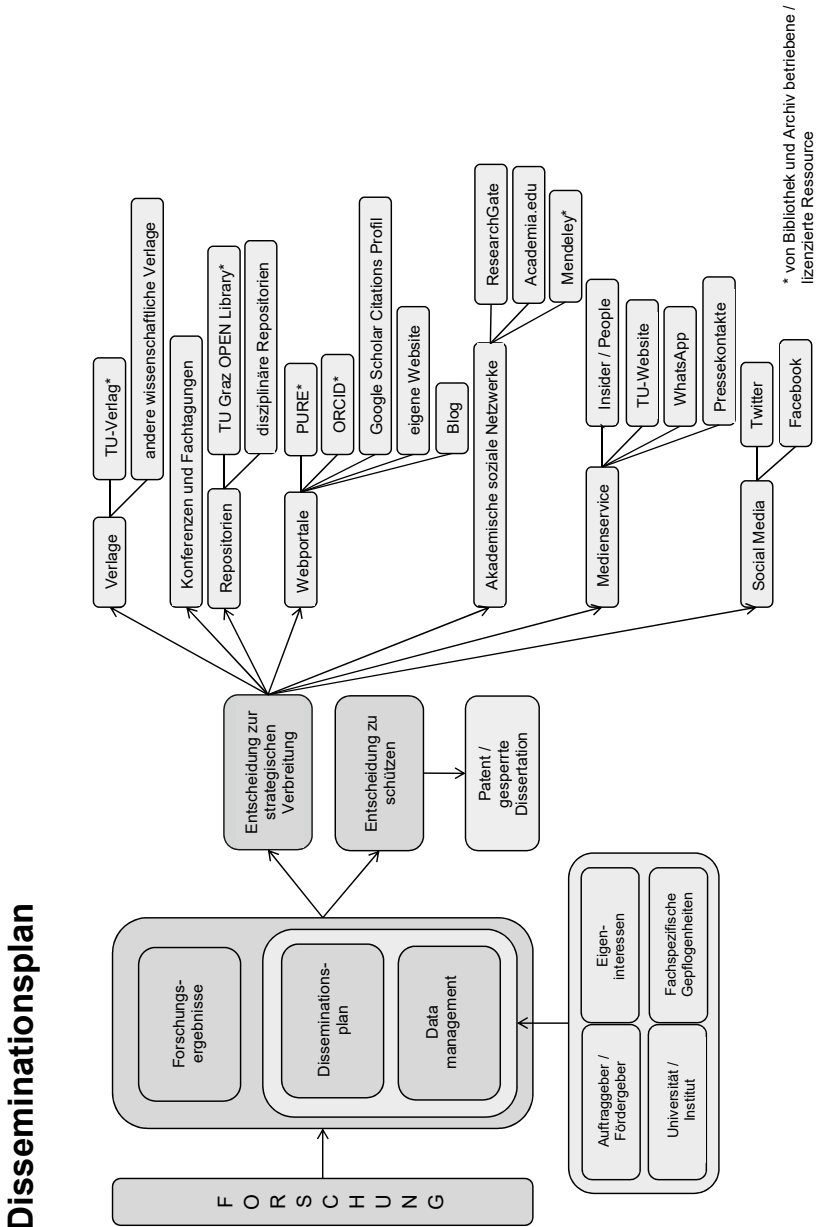 Disseminationsplan
FORSCHUNG
Forschungs-
ergebnisse
Disseminations-
plan
Data
management
Auftraggeber /
Fördergeber
Eigen-
interessen
Universität /
Institut
Fachspezifische
Gepflogenheiten
Entscheidung zur
strategischen
Verbreitung
Entscheidung zu
schützen
Patent /
gesperrte
Dissertation
Verlage
TU-Verlag*
andere wissenschaftliche Verlage
Konferenzen und Fachtagungen
Repositorien
TU Graz OPEN Library*
disziplinäre Repositorien
Webportale
PURE*
ORCID*
Google Scholar Citations Profil
eigene Website
Blog
Akademische soziale Netzwerke
ResearchGate
Academia.edu
Mendeley*
Medienservice
Insider / People
TU-Website
WhatsApp
Pressekontakte
Social Media
Twitter
Facebook
* von Bibliothek und Archiv betriebene /
lizenzierte Ressource